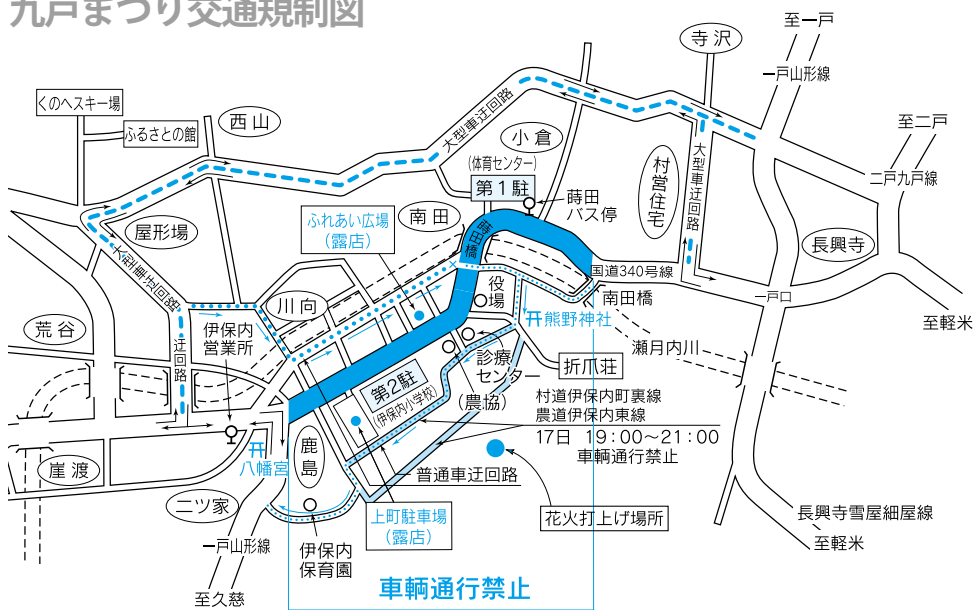 九戸まつり交通規制図
至一戸
寺沢
一戸山形線
くのへスキー場
ふるさとの館
西山
大型車迂回路
小倉
(体育センター)
第1駐
蒔田
バス停
村営住宅
大型車迂回路
至二戸
二戸九戸線
ふれあい広場
(露店)
南田
蒔田橋
屋形場
大型車迂回路
長興寺
国道340号線
川向
役場
南田橋
一戸口
至軽米
荒谷
伊保内
営業所
迂回路
熊野神社
瀬月内川
診療
センター
折爪荘
第2駐
(伊保内小学校)
(農協)
村道伊保内町裏線
農道伊保内東線
17日 19:00〜21:00
車輌通行禁止
崖渡
八幡宮
鹿島
普通車迂回路
二ツ家
上町駐車場
(露店)
花火打上げ場所
長興寺雪屋細屋線
至軽米
一戸山形線
伊保内
保育園
至久慈
車輌通行禁止